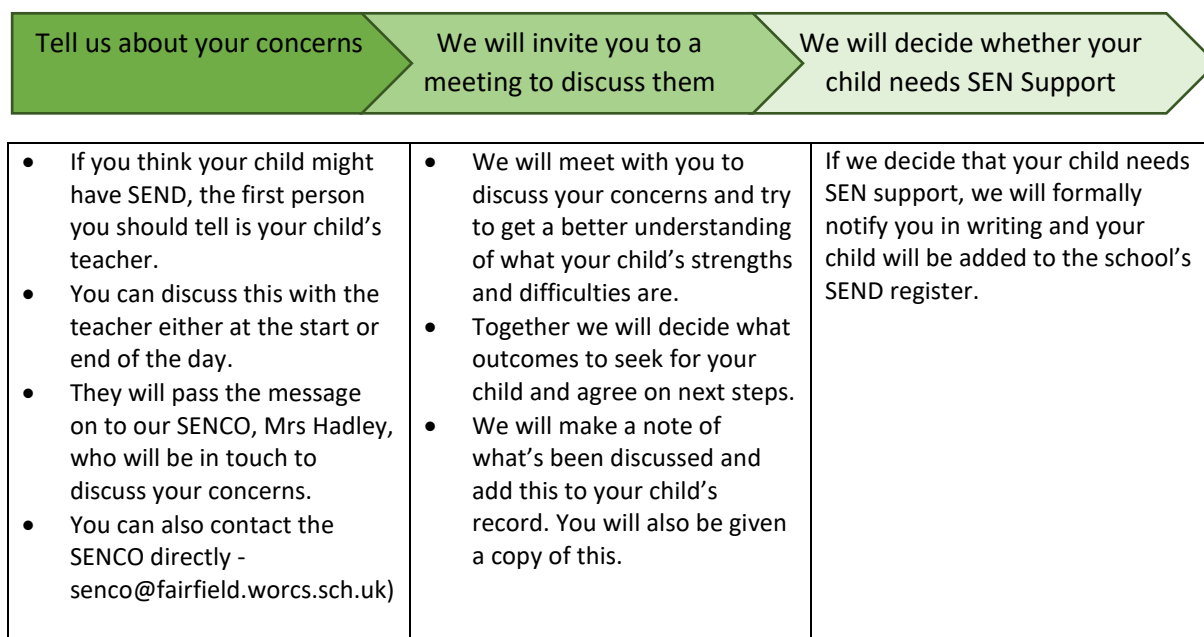 Tell us about your concerns
We will invite you to a
meeting to discuss them
We will decide whether your
child needs SEN Support
• If you think your child might
have SEND, the first person
you should tell is your child’s
teacher.
• You can discuss this with the
teacher either at the start or
end of the day.
• They will pass the message
on to our SENCO, Mrs Hadley,
who will be in touch to
discuss your concerns.
• You can also contact the
SENCO directly -
senco@fairfield.worcs.sch.uk)
• We will meet with you to
discuss your concerns and try
to get a better understanding
of what your child’s strengths
and difficulties are.
• Together we will decide what
outcomes to seek for your
child and agree on next steps.
• We will make a note of
what’s been discussed and
add this to your child’s
record. You will also be given
a copy of this.
If we decide that your child needs
SEN support, we will formally
notify you in writing and your
child will be added to the school’s
SEND register.